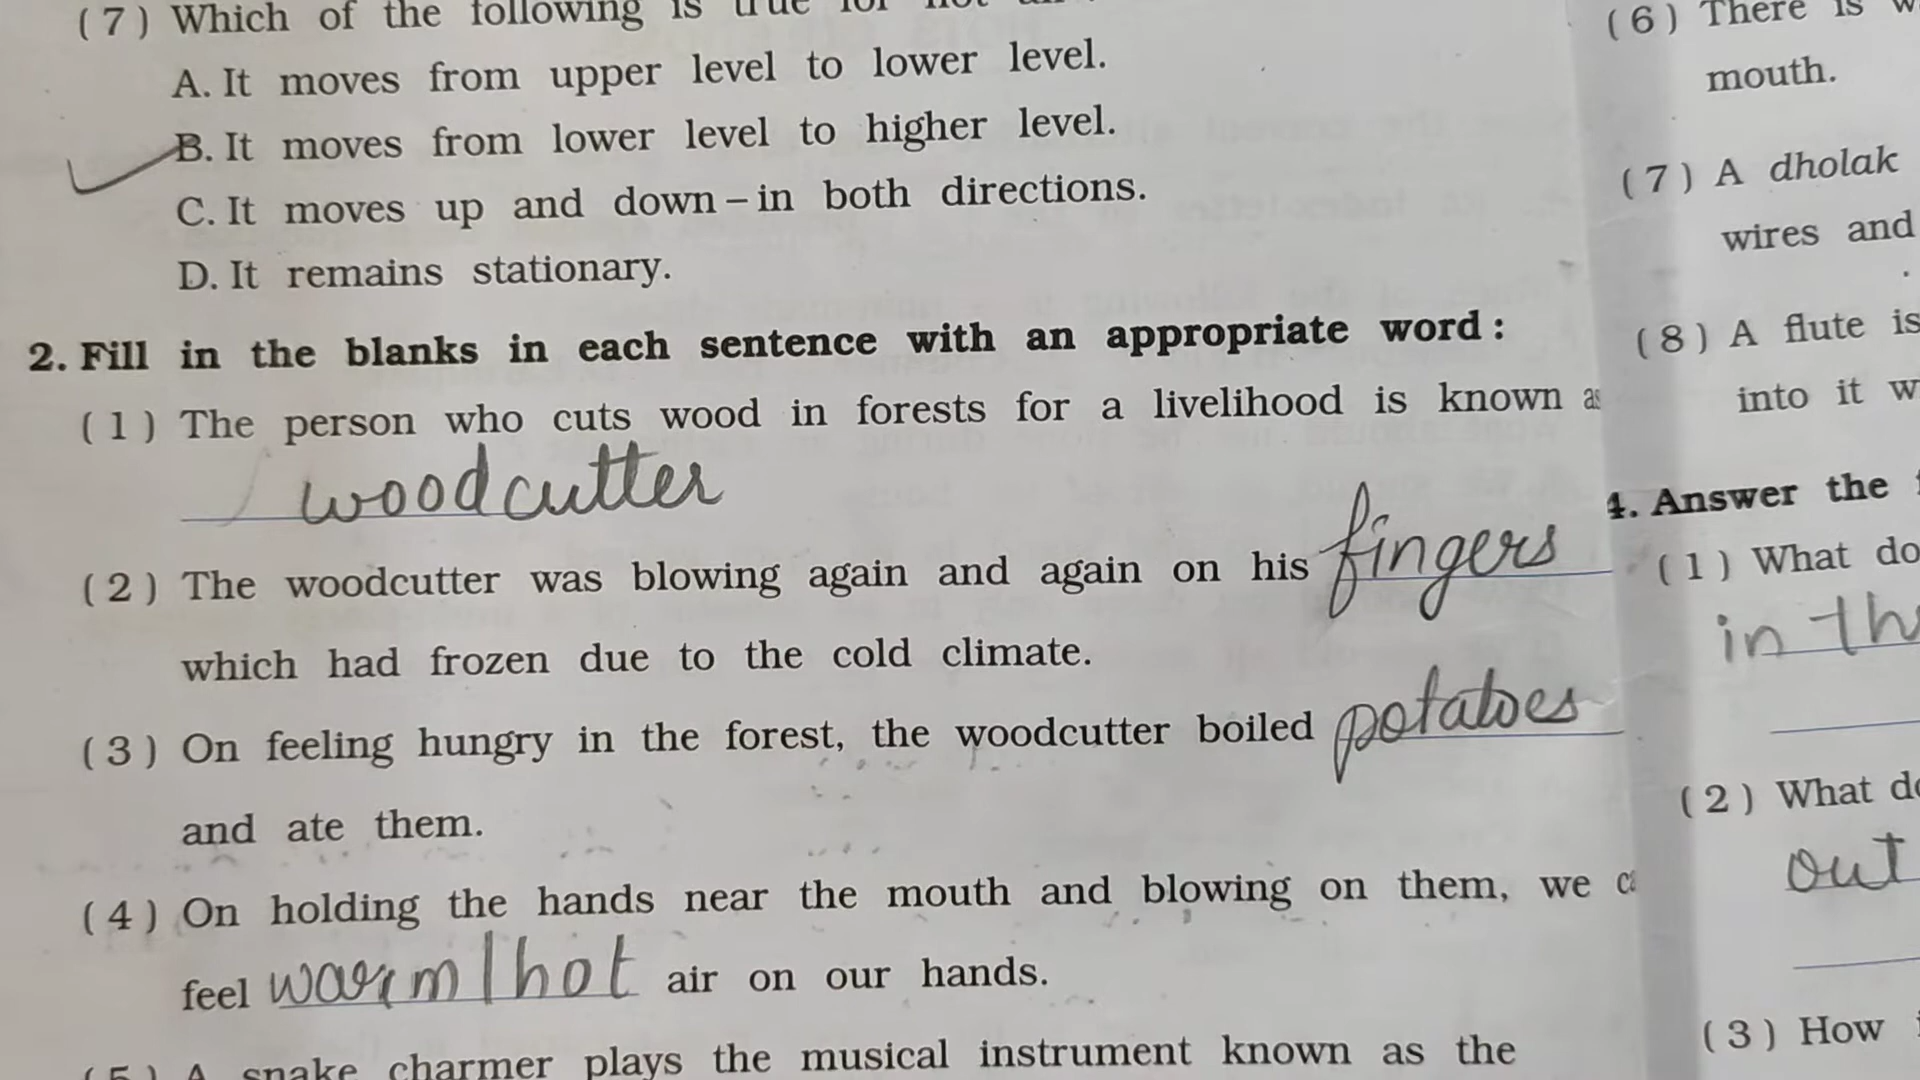 (7) Which of the following is true for hot
A. It moves from upper level to lower level.
B. It moves from lower level to higher level.
C. It moves up and down – in both directions.
D. It remains stationary.
2. Fill in the blanks in each sentence with an appropriate word :
(1) The person who cuts wood in forests for a livelihood is known
woodcutter
(2) The woodcutter was blowing again and again on his fingers
which had frozen due to the cold climate.
(3) On feeling hungry in the forest, the woodcutter boiled potatoes
and ate them.
(4) On holding the hands near the mouth and blowing on them, we
feel warm/hot air on our hands.
(5) A snake charmer plays the musical instrument known as the
(6) There is
mouth.
(7) A dholak
wires and
(8) A flute is
into it
4. Answer the
(1) What do
in
(2) What
out
(3) How